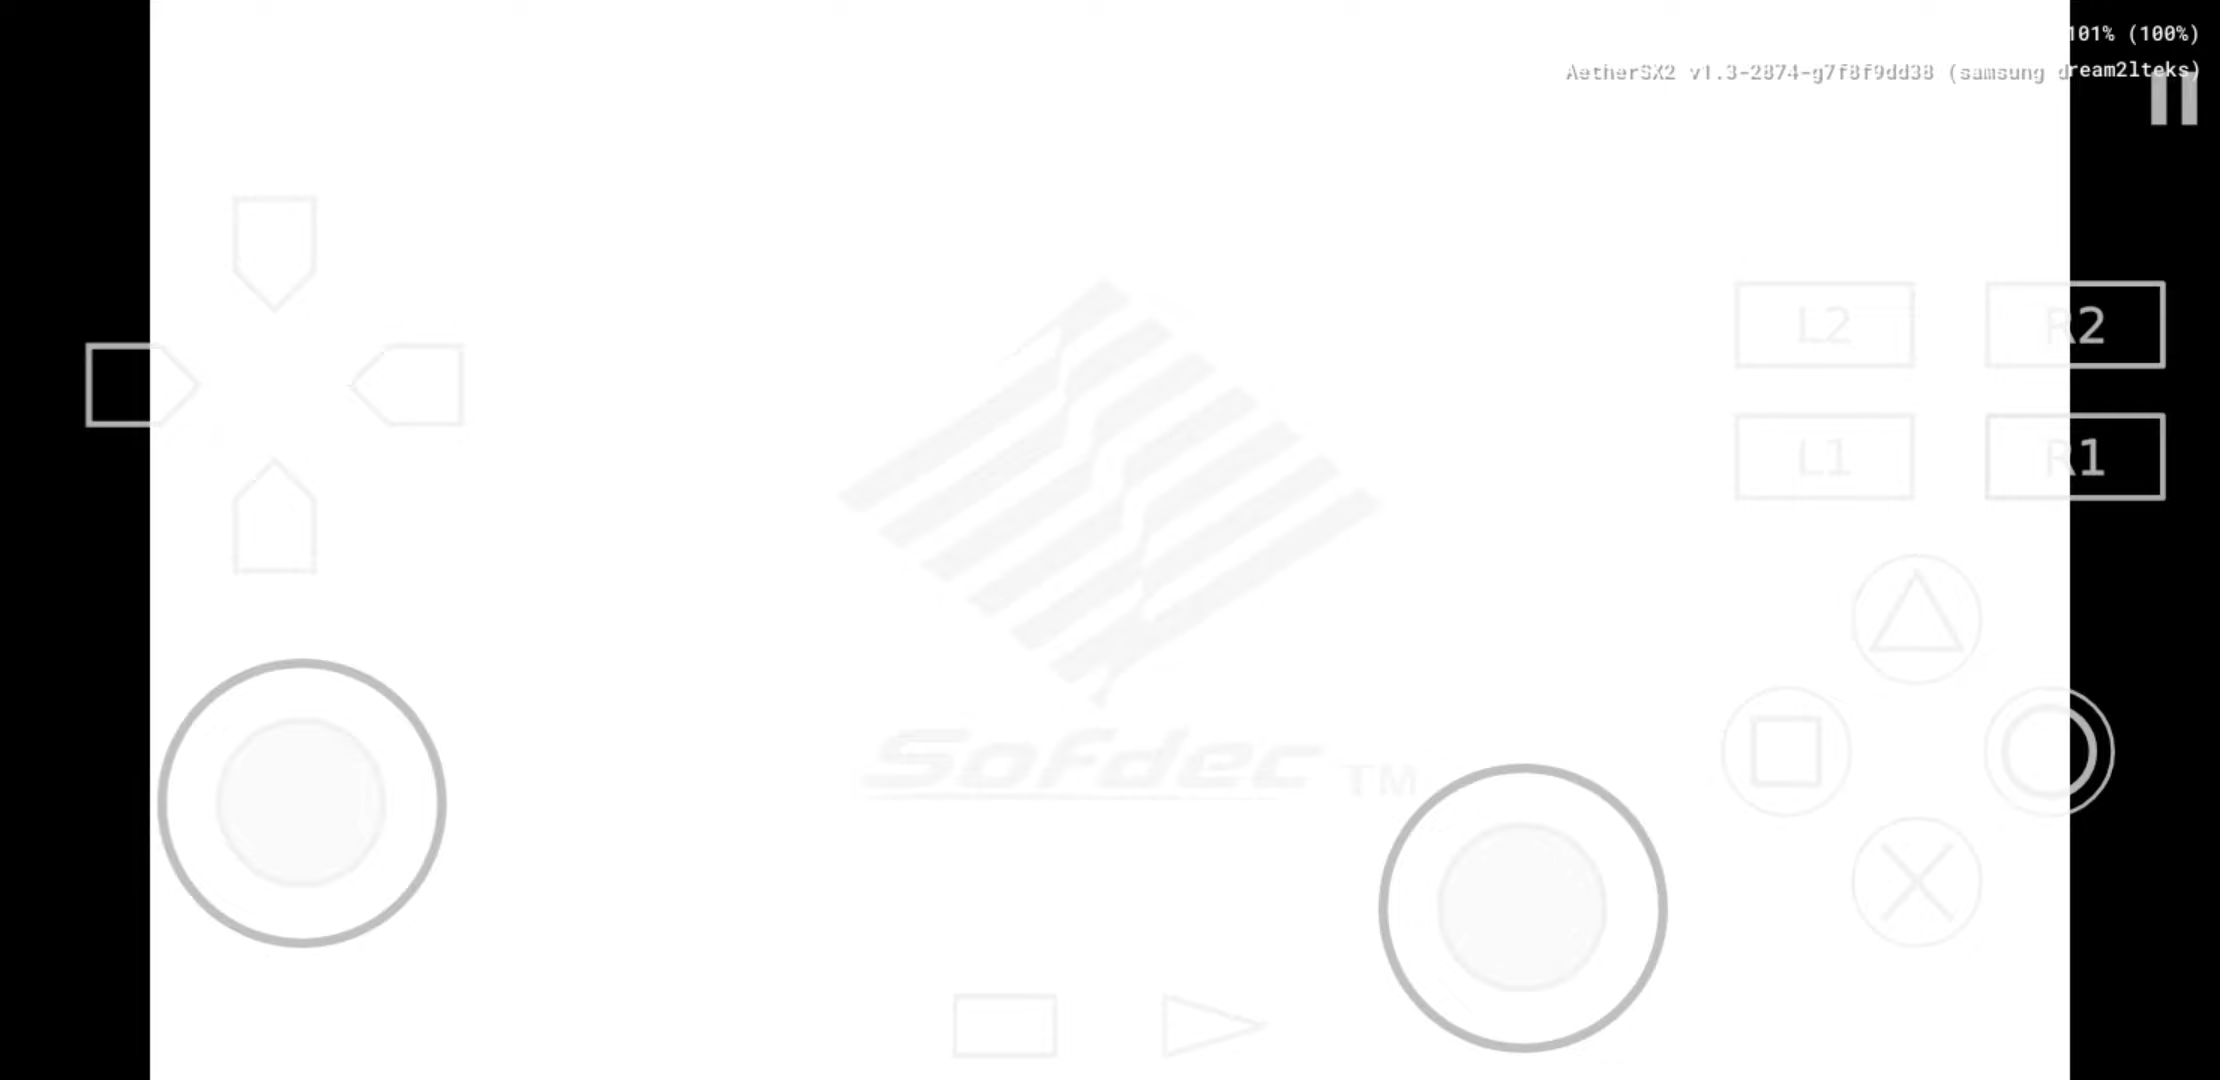 101% (100%)
AetherSX2 v1.3-2874-g7f8f9dd38 (samsung dream2lteks)
L2 R2
L1 R1
Sofdec TM